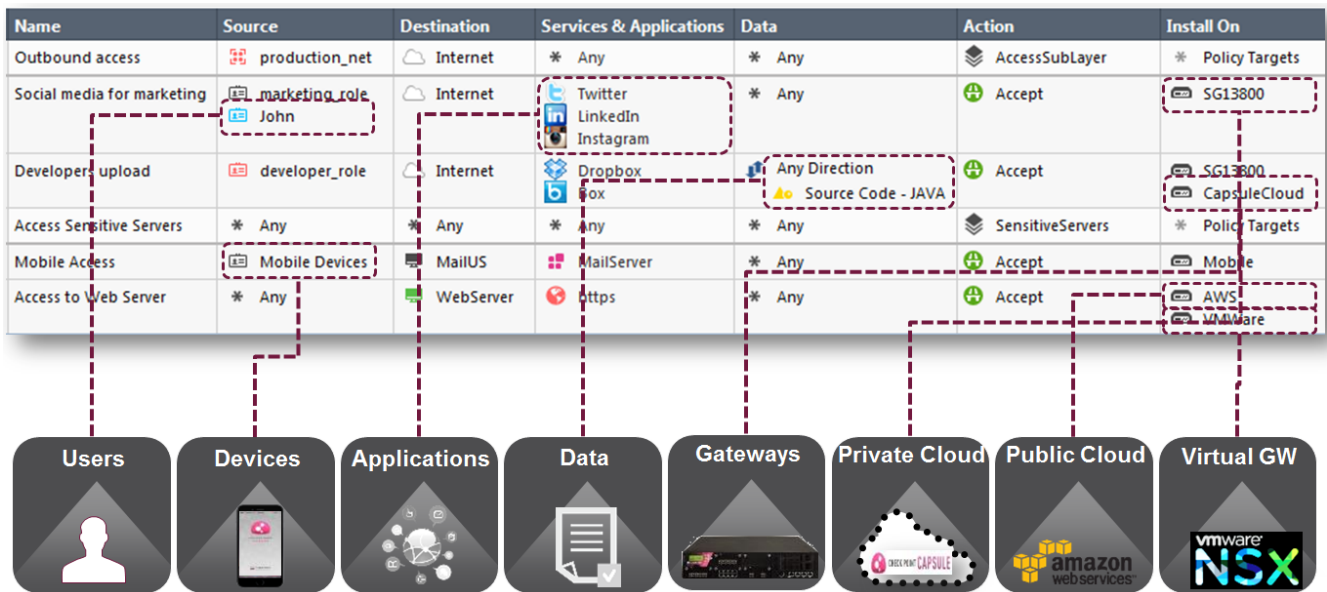 Name Source Destination Services & Applications Data Action Install On
Outbound access production_net Internet * Any * Any AccessSubLayer * Policy Targets
Social media for marketing marketing_role Internet Twitter * Any Accept SG13800
John LinkedIn
Instagram
Developers upload developer_role Internet Dropbox Any Direction Accept SG13800
Box Source Code - JAVA CapsuleCloud
Access Sensitive Servers * Any * Any * Any * Any SensitiveServers * Policy Targets
Mobile Access Mobile Devices MailUS MailServer * Any Accept Mobile
Access to Web Server * Any WebServer https * Any Accept AWS
VMWare
Users Devices Applications Data Gateways Private Cloud Public Cloud Virtual GW
CHECK POINT CAPSULE
amazon
web services™
vmware
NSX